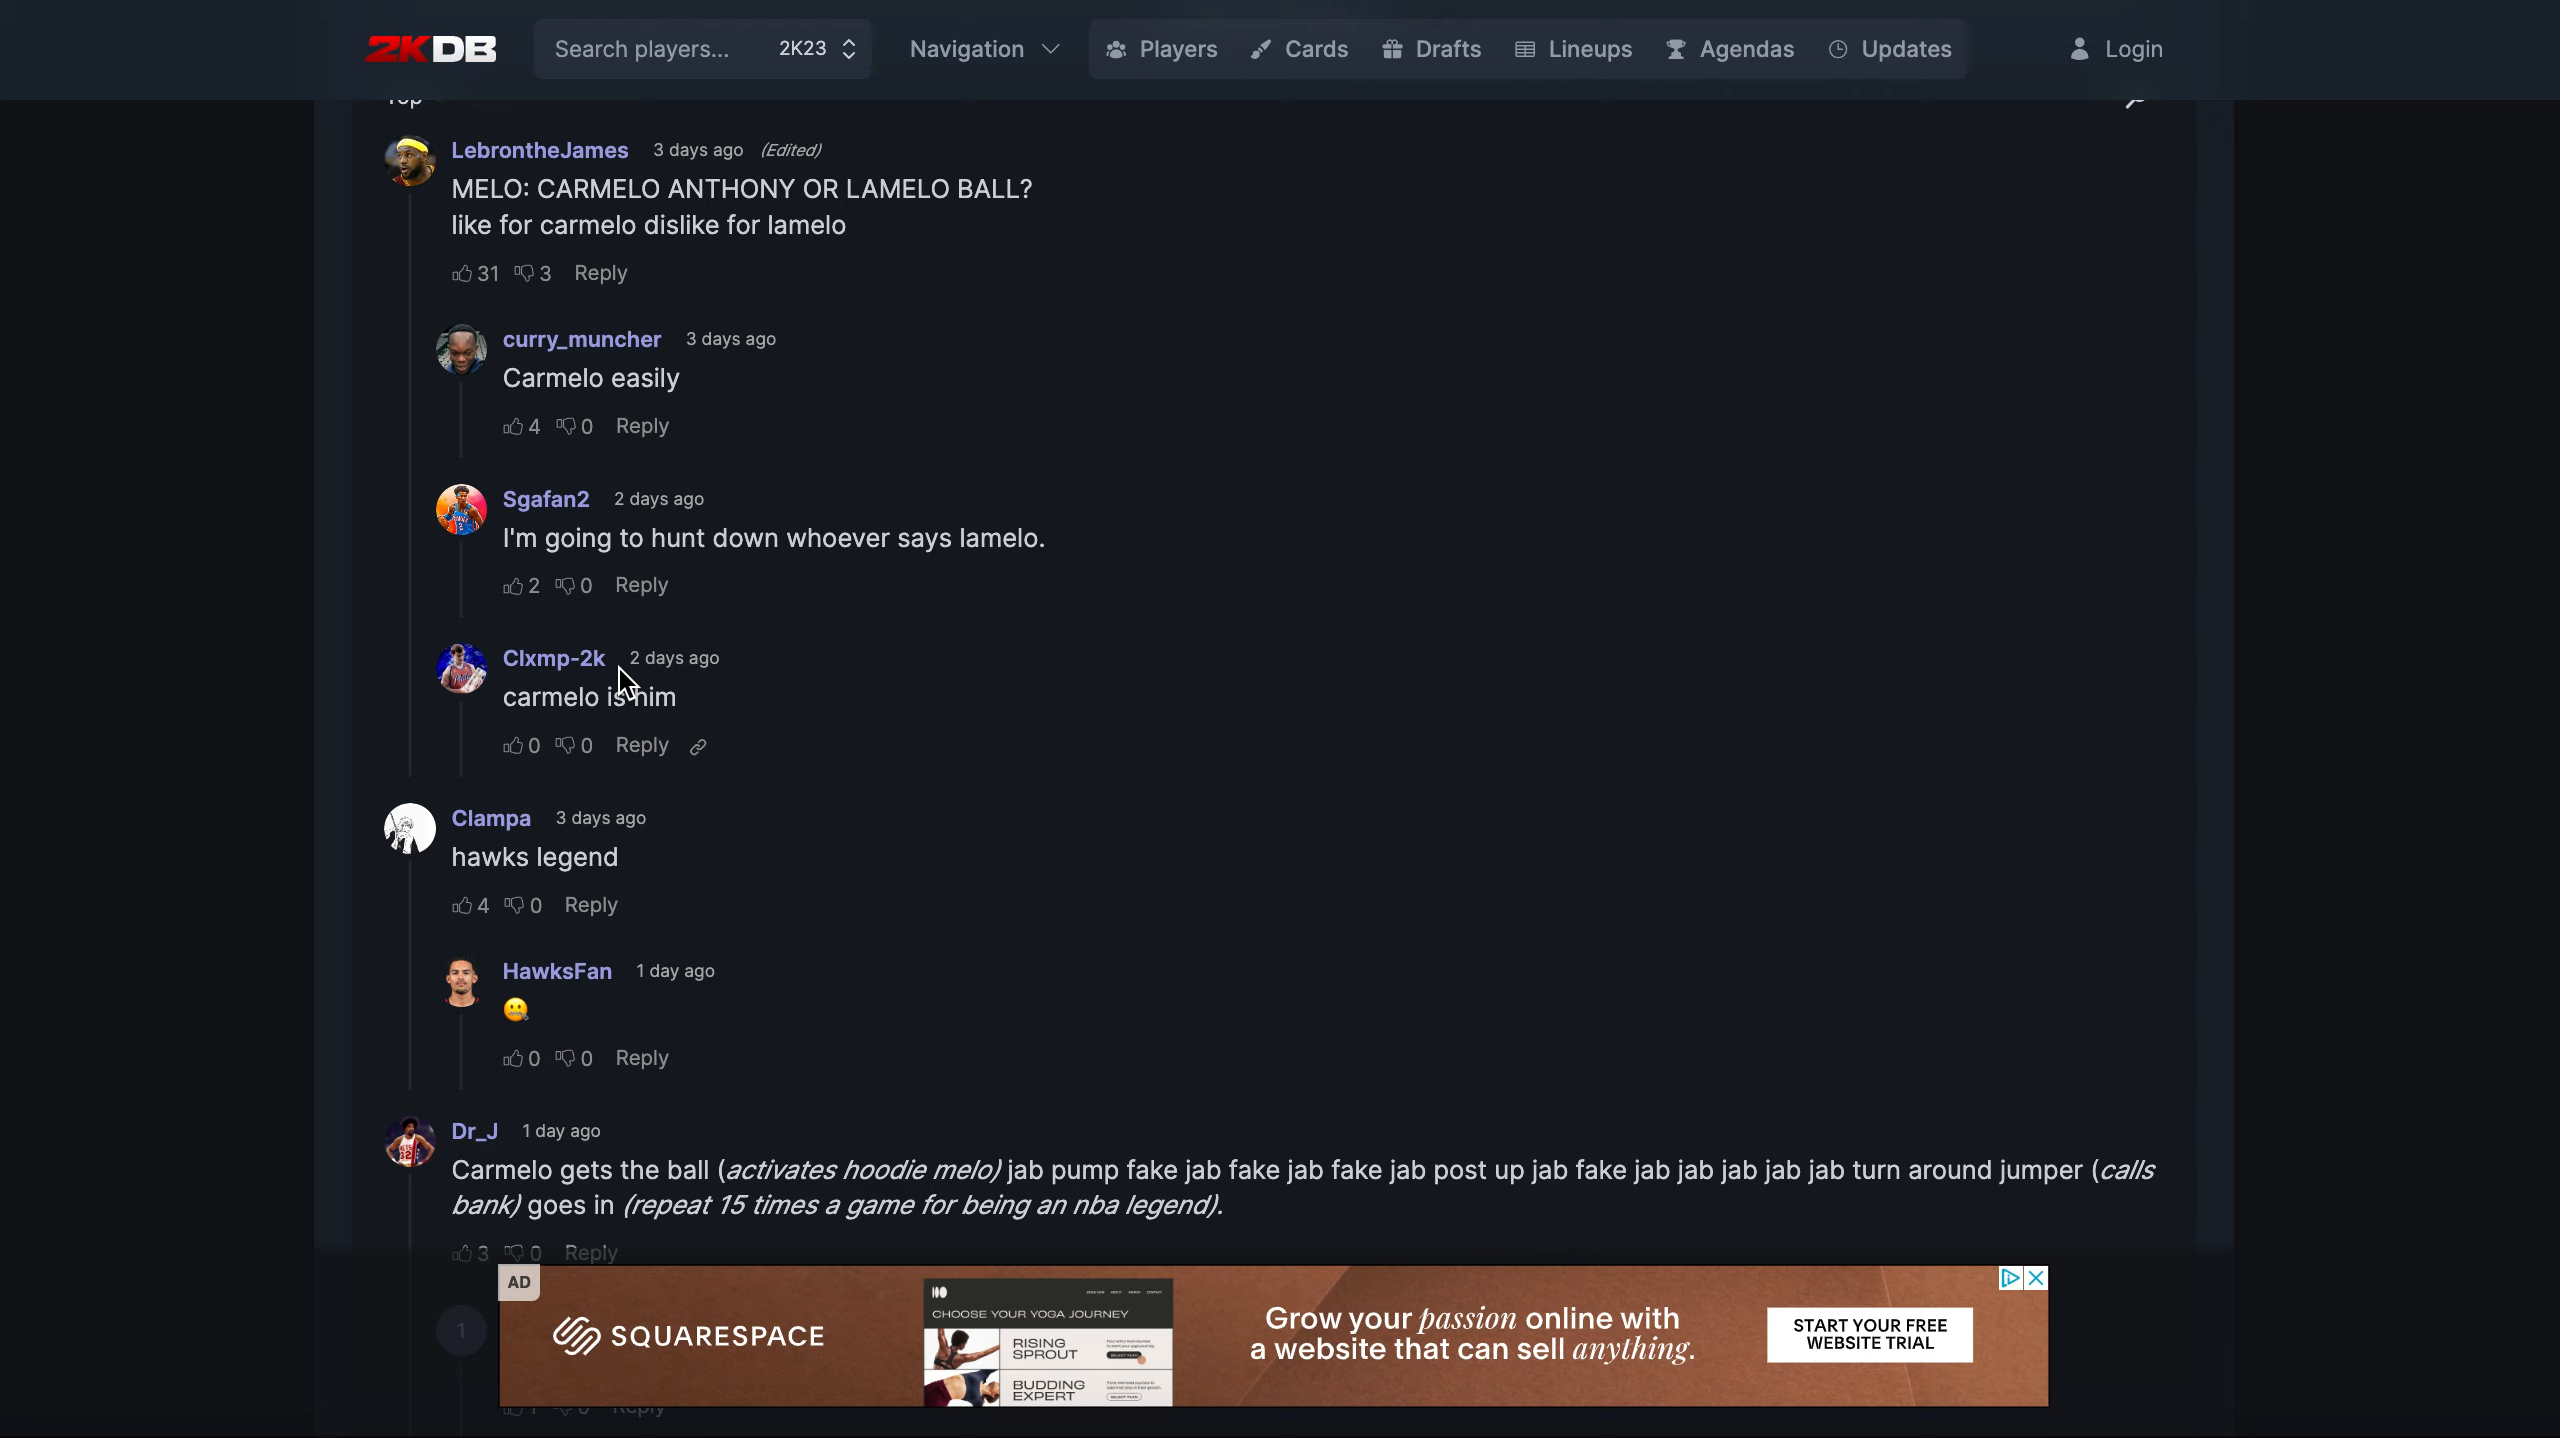 2KDB
Search players...
2K23
Navigation
Players
Cards
Drafts
Lineups
Agendas
Updates
Login
Top
LebrontheJames 3 days ago (Edited)
MELO: CARMELO ANTHONY OR LAMELO BALL?
like for carmelo dislike for lamelo
31 3 Reply
curry_muncher 3 days ago
Carmelo easily
4 0 Reply
Sgafan2 2 days ago
I'm going to hunt down whoever says lamelo.
2 0 Reply
Clxmp-2k 2 days ago
carmelo is him
0 0 Reply
Clampa 3 days ago
hawks legend
4 0 Reply
HawksFan 1 day ago
0 0 Reply
Dr_J 1 day ago
Carmelo gets the ball (activates hoodie melo) jab pump fake jab fake jab fake jab post up jab fake jab jab jab jab jab turn around jumper (calls
bank) goes in (repeat 15 times a game for being an nba legend).
3 0 Reply
AD
1
SQUARESPACE
CHOOSE YOUR YOGA JOURNEY
RISING
SPROUT
BUDDING
EXPERT
Grow your passion online with
a website that can sell anything.
START YOUR FREE
WEBSITE TRIAL
1 0 Reply